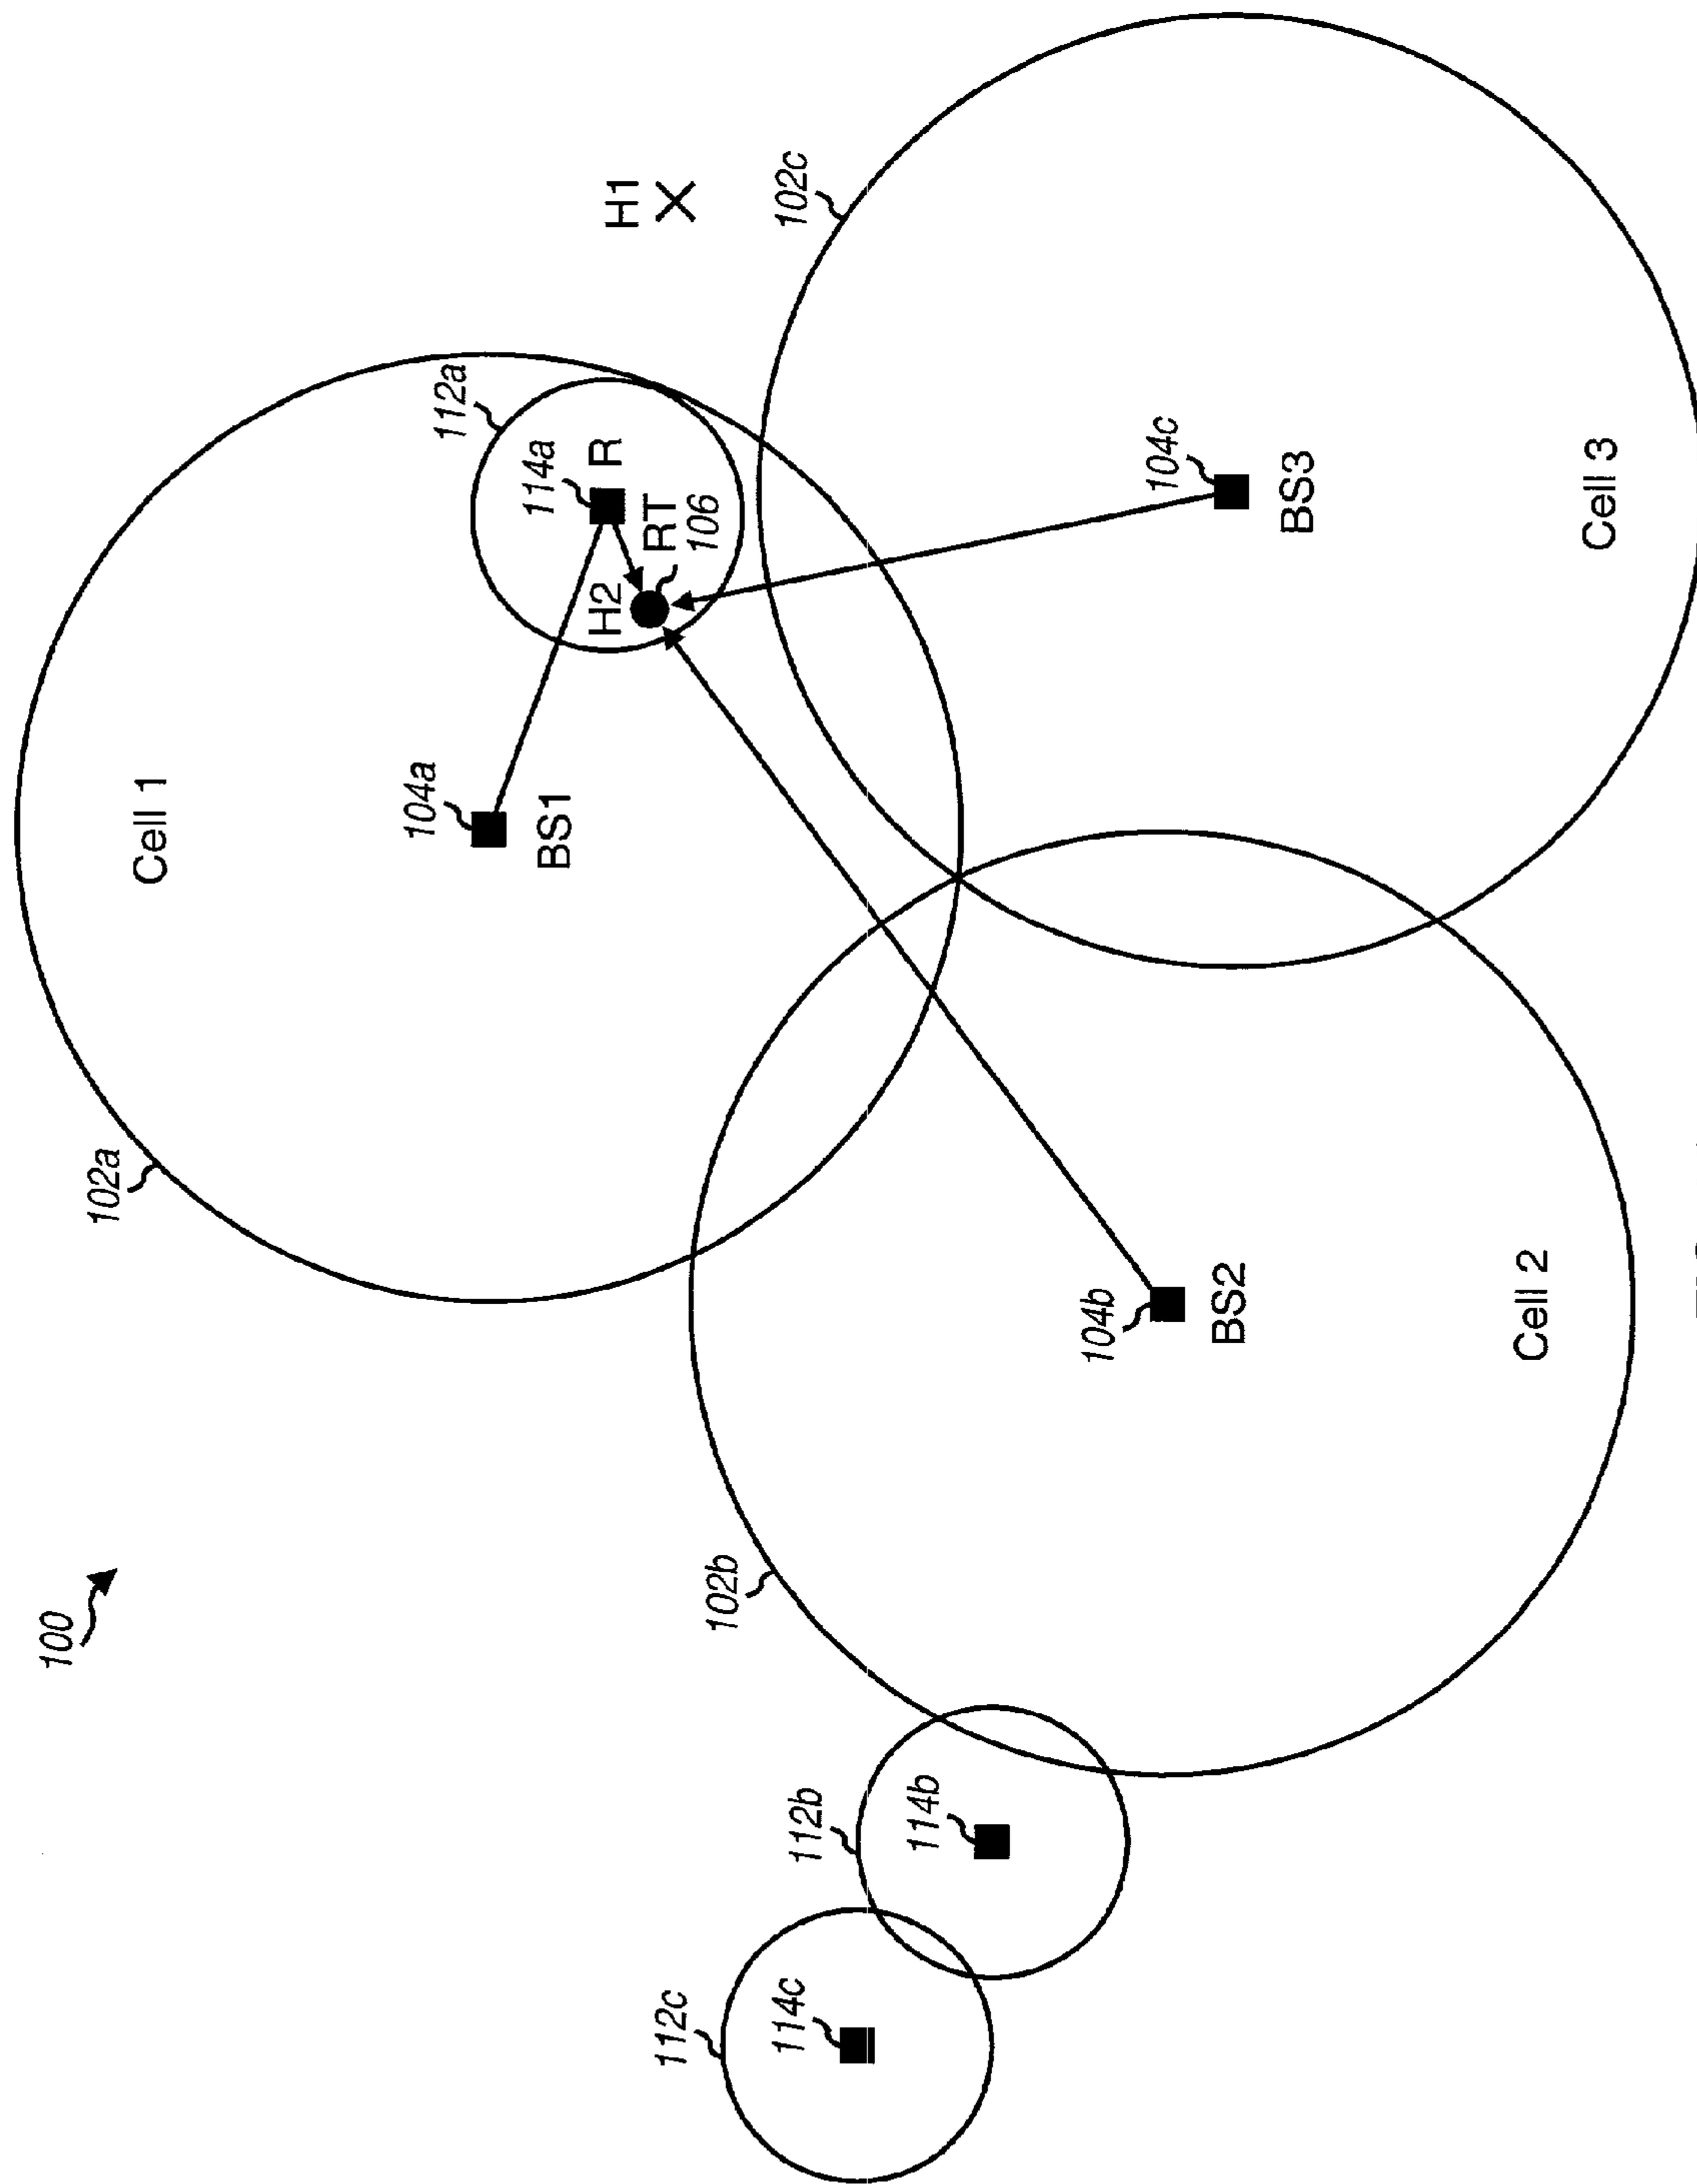 100
102a
Cell 1
104a
BS1
112a
114a
R
H2
RT
106
H1
102c
104c
BS3
Cell 3
102b
104b
BS2
Cell 2
112b
114b
112c
114c